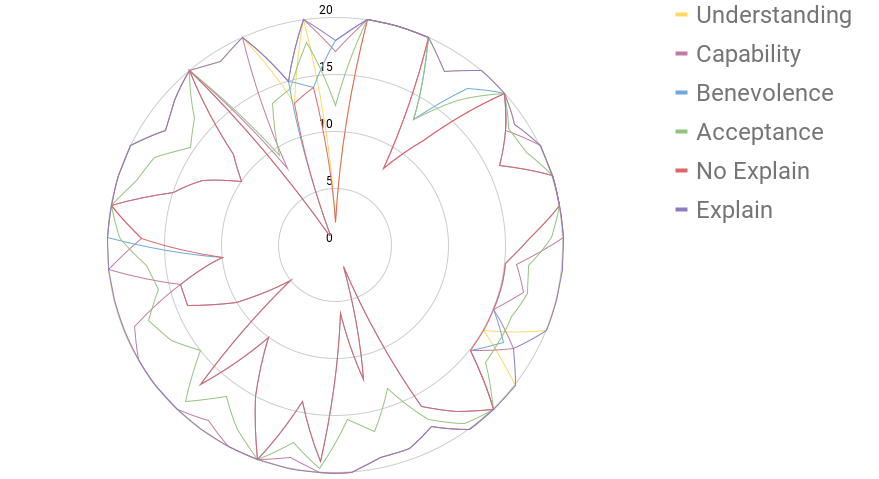 20
15
10
5
0
Understanding
Capability
Benevolence
Acceptance
No Explain
Explain